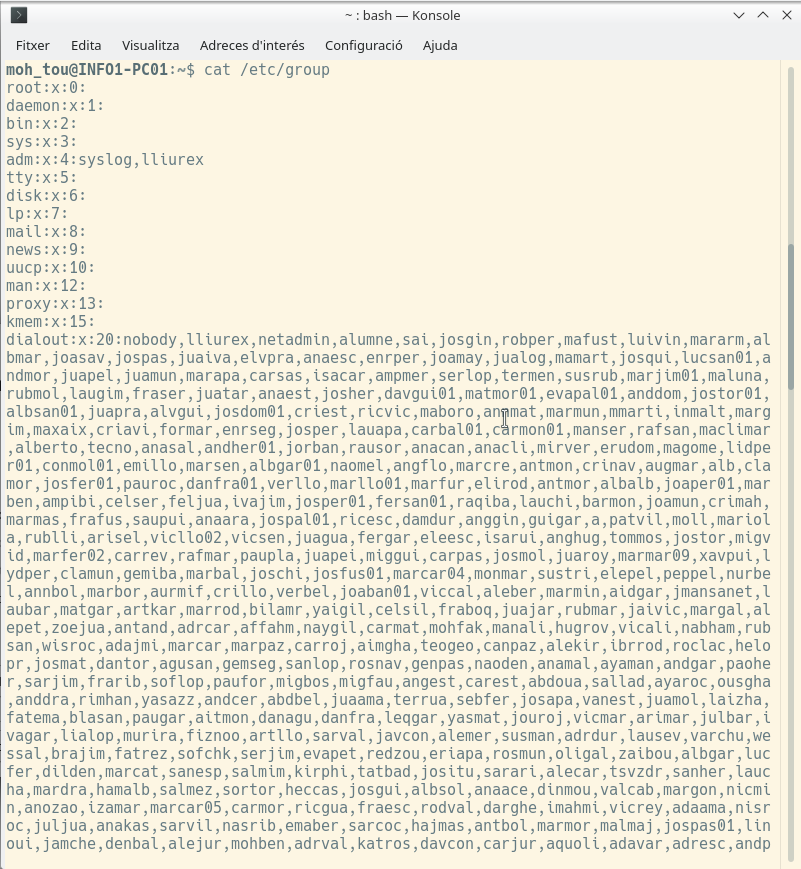 ~ : bash — Konsole
Fitxer Edita Visualitza Adreces d'interés Configuració Ajuda
moh_tou@INFO1-PC01:~$ cat /etc/group
root:x:0:
daemon:x:1:
bin:x:2:
sys:x:3:
adm:x:4:syslog,lliurex
tty:x:5:
disk:x:6:
lp:x:7:
mail:x:8:
news:x:9:
uucp:x:10:
man:x:12:
proxy:x:13:
kmem:x:15:
dialout:x:20:nobody,lliurex,netadmin,alumne,sai,josgin,robper,mafust,luivin,mararm,al
bmar,joasav,jospas,juaiva,elvpra,anaesc,enrper,joamay,jualog,mamart,josqui,lucsan01,a
ndmor,juapel,juamun,marapa,carsas,isacar,ampmer,serlop,termen,susrub,marjim01,maluna,
rubmol,laugim,fraser,juatar,anaest,josher,davgui01,matmor01,evapal01,anddom,jostor01,
albsan01,juapra,alvgui,josdom01,criest,ricvic,maboro,anmat,marmun,mmarti,inmalt,marg
im,maxaix,criavi,formar,enrseg,josper,lauapa,carbal01,carmon01,manser,rafsan,maclimar
,alberto,tecno,anasal,andher01,jorban,rausor,anacan,anacli,mirver,erudom,magome,lidpe
r01,conmol01,emillo,marsen,albgar01,naomel,angflo,marcre,antmon,crinav,augmar,alb,cla
mor,josfer01,pauroc,danfra01,verllo,marllo01,marfur,elirod,antmor,albalb,joaper01,mar
ben,ampibi,celser,feljua,ivajim,josper01,fersan01,raqiba,lauchi,barmon,joamun,crimah,
marmas,frafus,saupui,anaara,jospal01,ricesc,damdur,anggin,guigar,a,patvil,moll,mariol
a,rublli,arisel,vicllo02,vicsen,juagua,fergar,eleesc,isarui,anghug,tommos,jostor,migv
id,marfer02,carrev,rafmar,paupla,juapei,miggui,carpas,josmol,juaroy,marmar09,xavpui,l
ydper,clamun,gemiba,marbal,joschi,josfus01,marcar04,monmar,sustri,elepel,peppel,nurbe
l,annbol,marbor,aurmif,crillo,verbel,joaban01,viccal,aleber,marmin,aidgar,jmansanet,l
aubar,matgar,artkar,marrod,bilamr,yaigil,celsil,fraboq,juajar,rubmar,jaivic,margal,al
epet,zoejua,antand,adrcar,affahm,naygil,carmat,mohfak,manali,hugrov,vicali,nabham,rub
san,wisroc,adajmi,marcar,marpaz,carroj,aimgha,teogeo,canpaz,alekir,ibrrod,roclac,helo
pr,josmat,dantor,agusan,gemseg,sanlop,rosnav,genpas,naoden,anamal,ayaman,andgar,paohe
r,sarjim,frarib,soflop,paufor,migbos,migfau,angest,carest,abdoua,sallad,ayaroc,ousgha
,anddra,rimhan,yasazz,andcer,abdbel,juaama,terrua,sebfer,josapa,vanest,juamol,laizha,
fatema,blasan,paugar,aitmon,danagu,danfra,leqgar,yasmat,jouroj,vicmar,arimar,julbar,i
vagar,lialop,murira,fiznoo,artllo,sarval,javcon,alemer,susman,adrdur,lausev,varchu,we
ssal,brajim,fatrez,sofchk,serjim,evapet,redzou,eriapa,rosmun,oligal,zaibou,albgar,luc
fer,dilden,marcat,sanesp,salmim,kirphi,tatbad,jositu,sarari,alecar,tsvzdr,sanher,lauc
ha,mardra,hamalb,salmez,sortor,heccas,josgui,albsol,anaace,dinmou,valcab,margon,nicmi
n,anozao,izamar,marcar05,carmor,ricgua,fraesc,rodval,darghe,imahmi,vicrey,adaama,nisr
oc,juljua,anakas,sarvil,nasrib,emaber,sarcoc,hajmas,antbol,marmor,malmaj,jospas01,lin
oui,jamche,denbal,alejur,mohben,adrval,katros,davcon,carjur,aquoli,adavar,adresc,andp